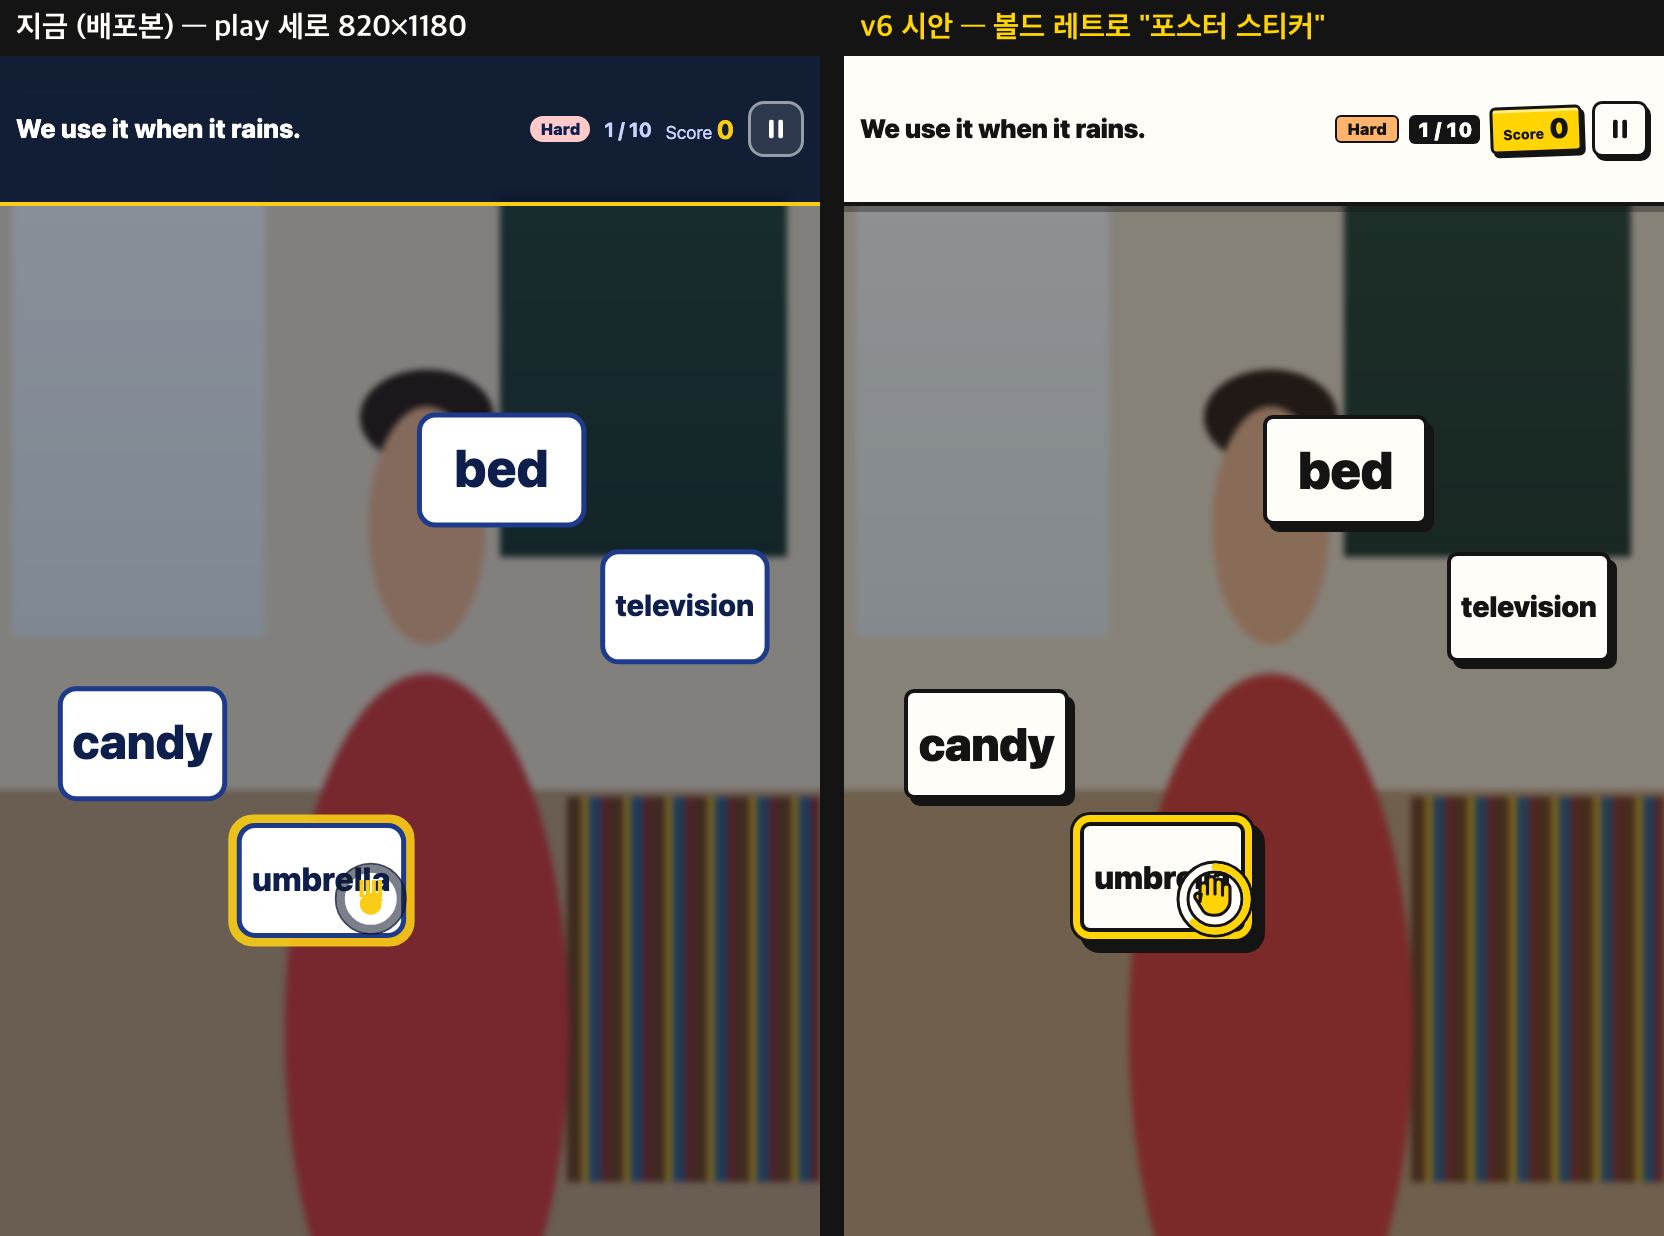 지금 (배포본) — play 세로 820×1180
We use it when it rains.
Hard
1/10
Score 0
bed
television
candy
umbrella
v6 시안 — 볼드 레트로 "포스터 스티커"
We use it when it rains.
Hard
1/10
Score 0
bed
television
candy